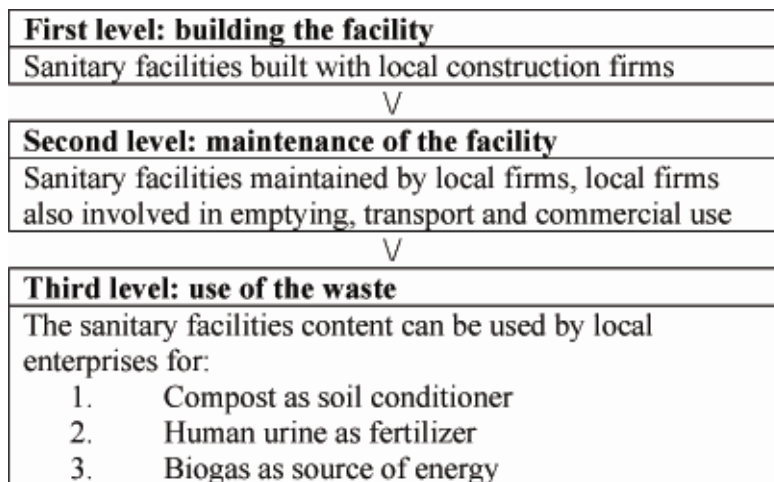 First level: building the facility
Sanitary facilities built with local construction firms
\/
Second level: maintenance of the facility
Sanitary facilities maintained by local firms, local firms
also involved in emptying, transport and commercial use
\/
Third level: use of the waste
The sanitary facilities content can be used by local
enterprises for:
1. Compost as soil conditioner
2. Human urine as fertilizer
3. Biogas as source of energy